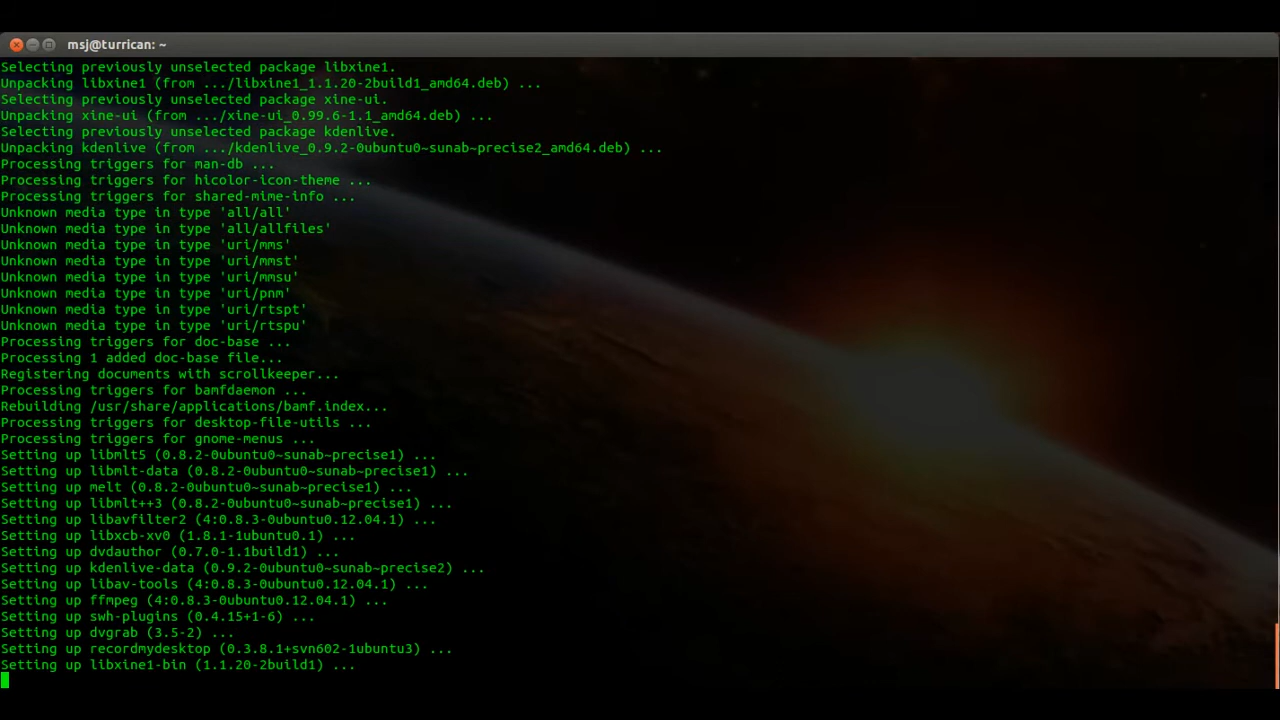 msj@turrican: ~
Selecting previously unselected package libxine1.
Unpacking libxine1 (from .../libxine1_1.1.20-2build1_amd64.deb) ...
Selecting previously unselected package xine-ui.
Unpacking xine-ui (from .../xine-ui_0.99.6-1.1_amd64.deb) ...
Selecting previously unselected package kdenlive.
Unpacking kdenlive (from .../kdenlive_0.9.2-0ubuntu0~sunab~precise2_amd64.deb) ...
Processing triggers for man-db ...
Processing triggers for hicolor-icon-theme ...
Processing triggers for shared-mime-info ...
Unknown media type in type 'all/all'
Unknown media type in type 'all/allfiles'
Unknown media type in type 'uri/mms'
Unknown media type in type 'uri/mmst'
Unknown media type in type 'uri/mmsu'
Unknown media type in type 'uri/pnm'
Unknown media type in type 'uri/rtspt'
Unknown media type in type 'uri/rtspu'
Processing triggers for doc-base ...
Processing 1 added doc-base file...
Registering documents with scrollkeeper...
Processing triggers for bamfdaemon ...
Rebuilding /usr/share/applications/bamf.index...
Processing triggers for desktop-file-utils ...
Processing triggers for gnome-menus ...
Setting up libmlt5 (0.8.2-0ubuntu0~sunab~precise1) ...
Setting up libmlt-data (0.8.2-0ubuntu0~sunab~precise1) ...
Setting up melt (0.8.2-0ubuntu0~sunab~precise1) ...
Setting up libmlt++3 (0.8.2-0ubuntu0~sunab~precise1) ...
Setting up libavfilter2 (4:0.8.3-0ubuntu0.12.04.1) ...
Setting up libxcb-xv0 (1.8.1-1ubuntu0.1) ...
Setting up dvdauthor (0.7.0-1.1build1) ...
Setting up kdenlive-data (0.9.2-0ubuntu0~sunab~precise2) ...
Setting up libav-tools (4:0.8.3-0ubuntu0.12.04.1) ...
Setting up ffmpeg (4:0.8.3-0ubuntu0.12.04.1) ...
Setting up swh-plugins (0.4.15+1-6) ...
Setting up dvgrab (3.5-2) ...
Setting up recordmydesktop (0.3.8.1+svn602-1ubuntu3) ...
Setting up libxine1-bin (1.1.20-2build1) ...